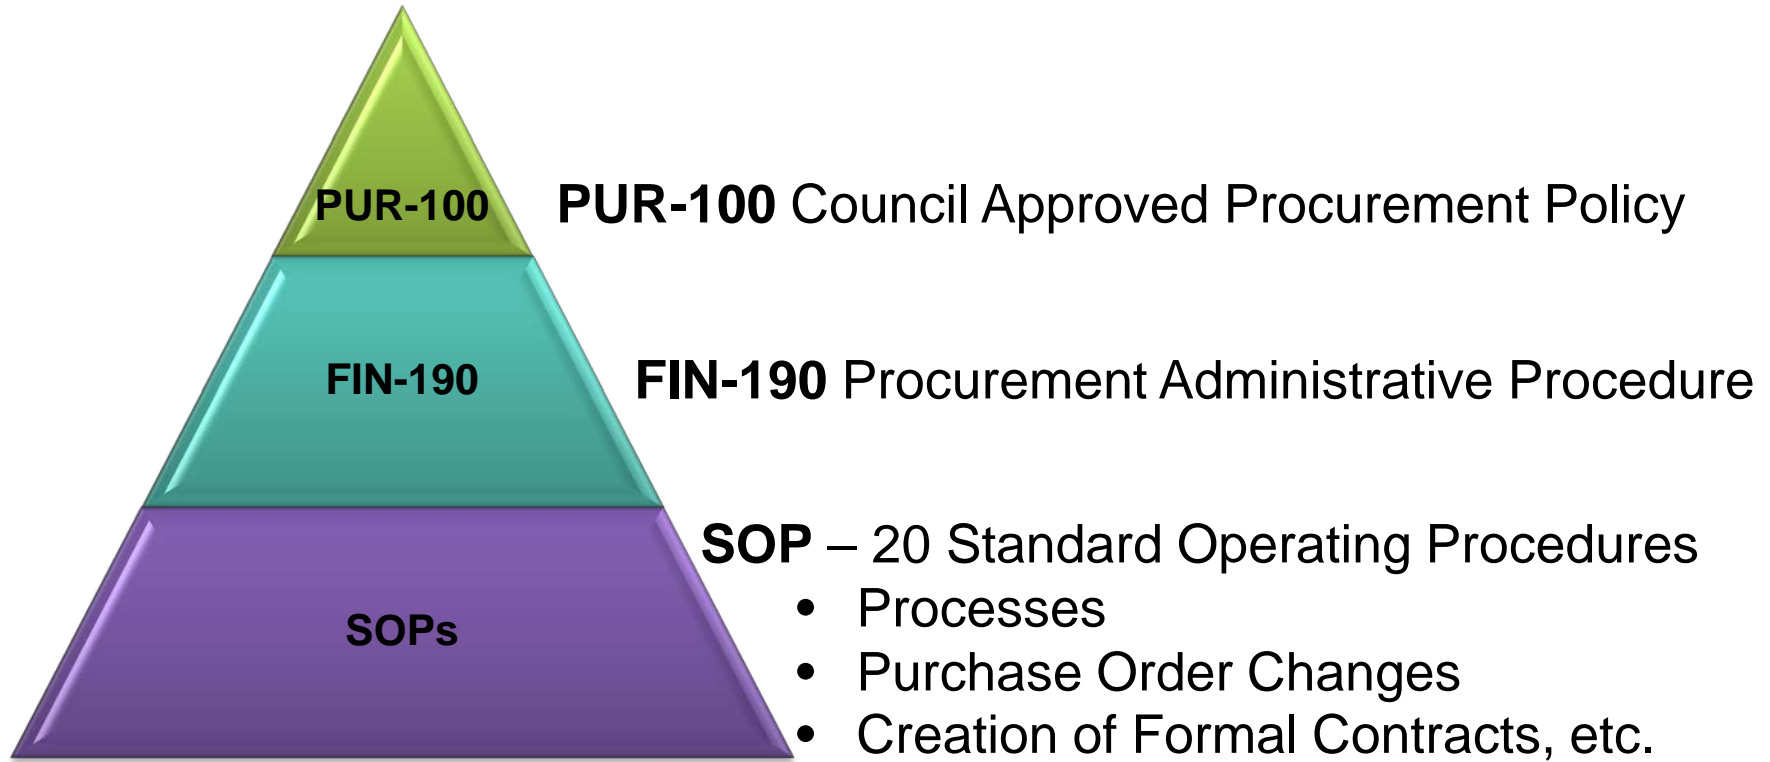 PUR-100
PUR-100 Council Approved Procurement Policy
FIN-190
FIN-190 Procurement Administrative Procedure
SOPs
SOP – 20 Standard Operating Procedures
• Processes
• Purchase Order Changes
• Creation of Formal Contracts, etc.